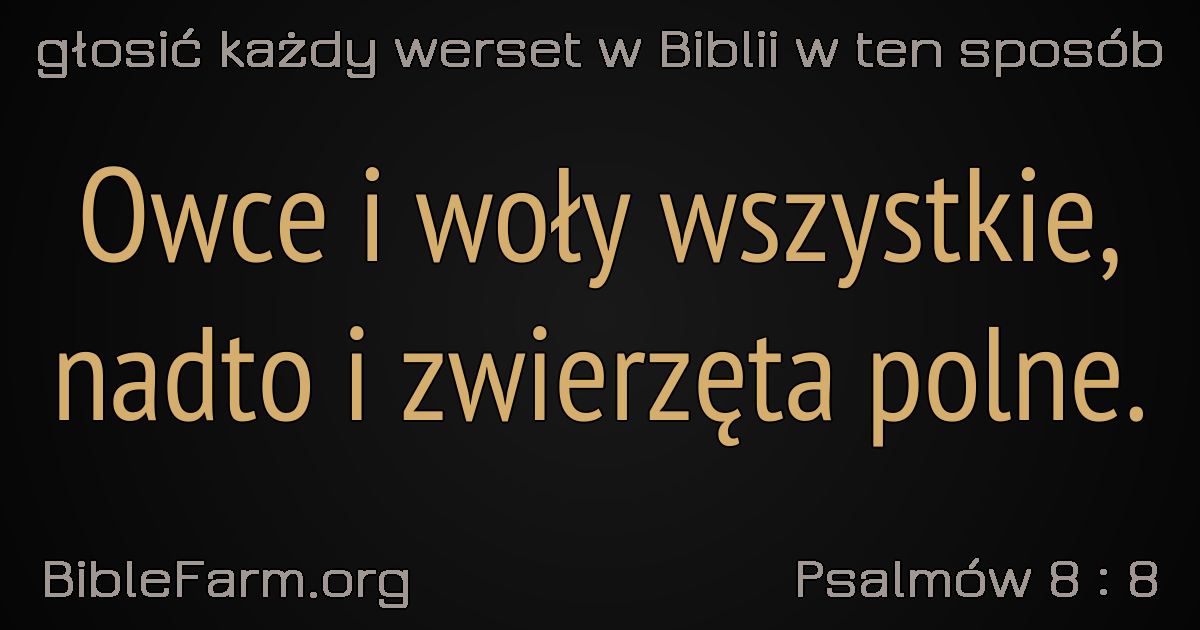 głosić każdy werset w Biblii w ten sposób
Owce i woły wszystkie,
nadto i zwierzęta polne.
BibleFarm.org
Psalmów 8 : 8